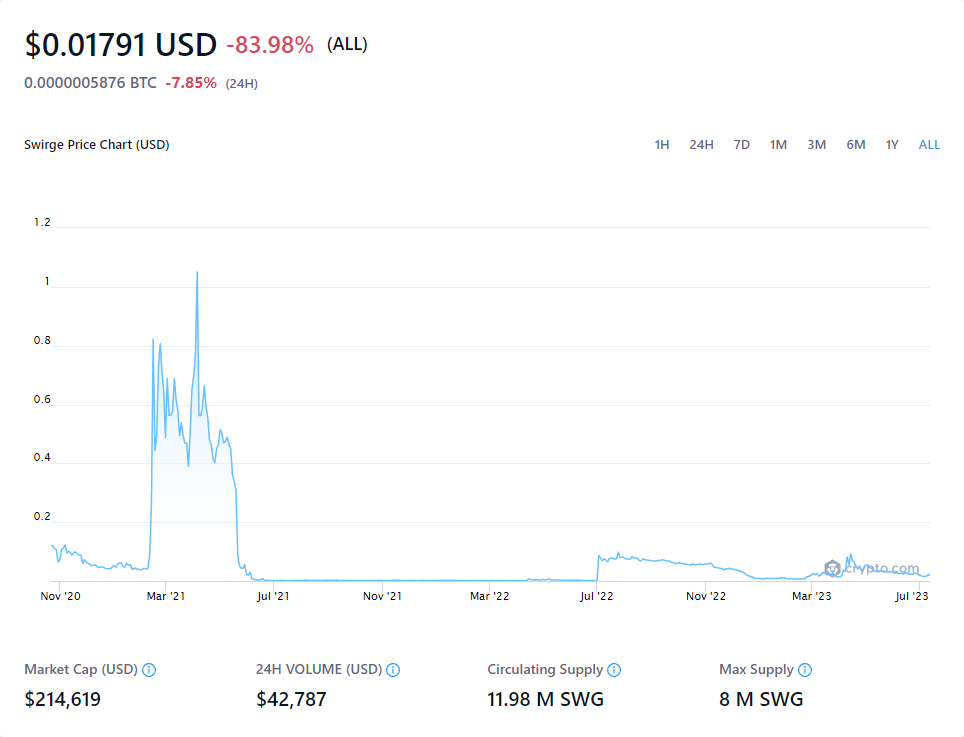 $0.01791 USD -83.98% (ALL)
0.0000005876 BTC -7.85% (24H)
Swirge Price Chart (USD) 1H 24H 7D 1M 3M 6M 1Y ALL
1.2
1
0.8
0.6
0.4
0.2
crypto.com
Nov '20 Mar '21 Jul '21 Nov '21 Mar '22 Jul '22 Nov '22 Mar '23 Jul '23
Market Cap (USD) 24H VOLUME (USD) Circulating Supply Max Supply
$214,619 $42,787 11.98 M SWG 8 M SWG